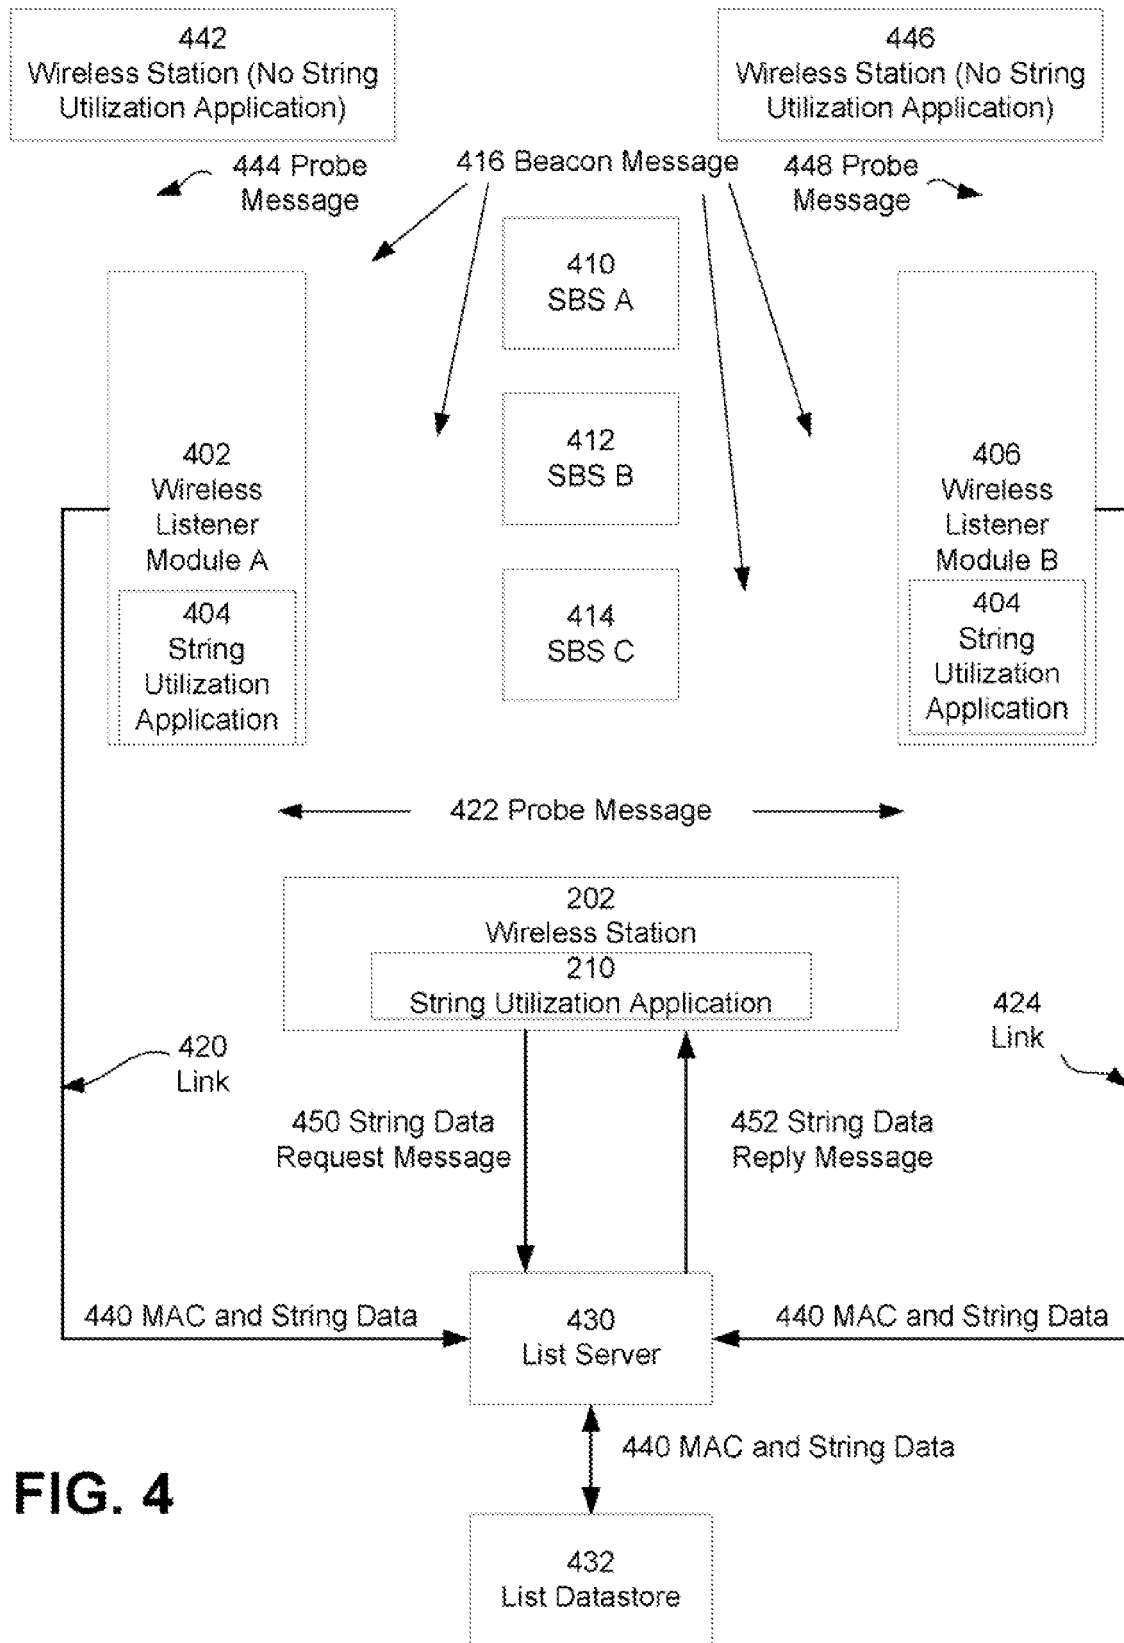 442
Wireless Station (No String
Utilization Application)
446
Wireless Station (No String
Utilization Application)
444 Probe
Message
416 Beacon Message
448 Probe
Message
410
SBS A
412
SBS B
414
SBS C
402
Wireless
Listener
Module A
404
String
Utilization
Application
406
Wireless
Listener
Module B
404
String
Utilization
Application
422 Probe Message
202
Wireless Station
210
String Utilization Application
420
Link
424
Link
450 String Data
Request Message
452 String Data
Reply Message
440 MAC and String Data
430
List Server
440 MAC and String Data
440 MAC and String Data
FIG. 4
432
List Datastore